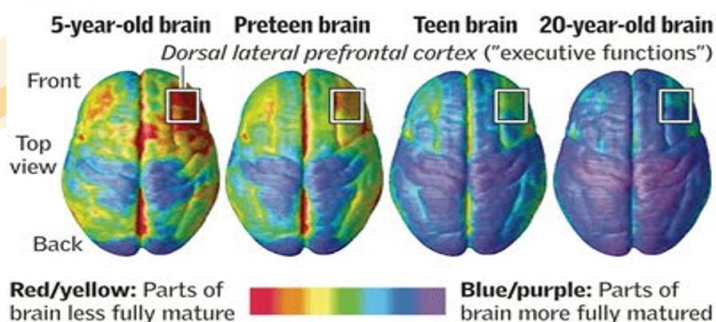 5-year-old brain Preteen brain Teen brain 20-year-old brain
Dorsal lateral prefrontal cortex ("executive functions")
Front
Top
view
Back
Red/yellow: Parts of
brain less fully mature
Blue/purple: Parts of
brain more fully matured